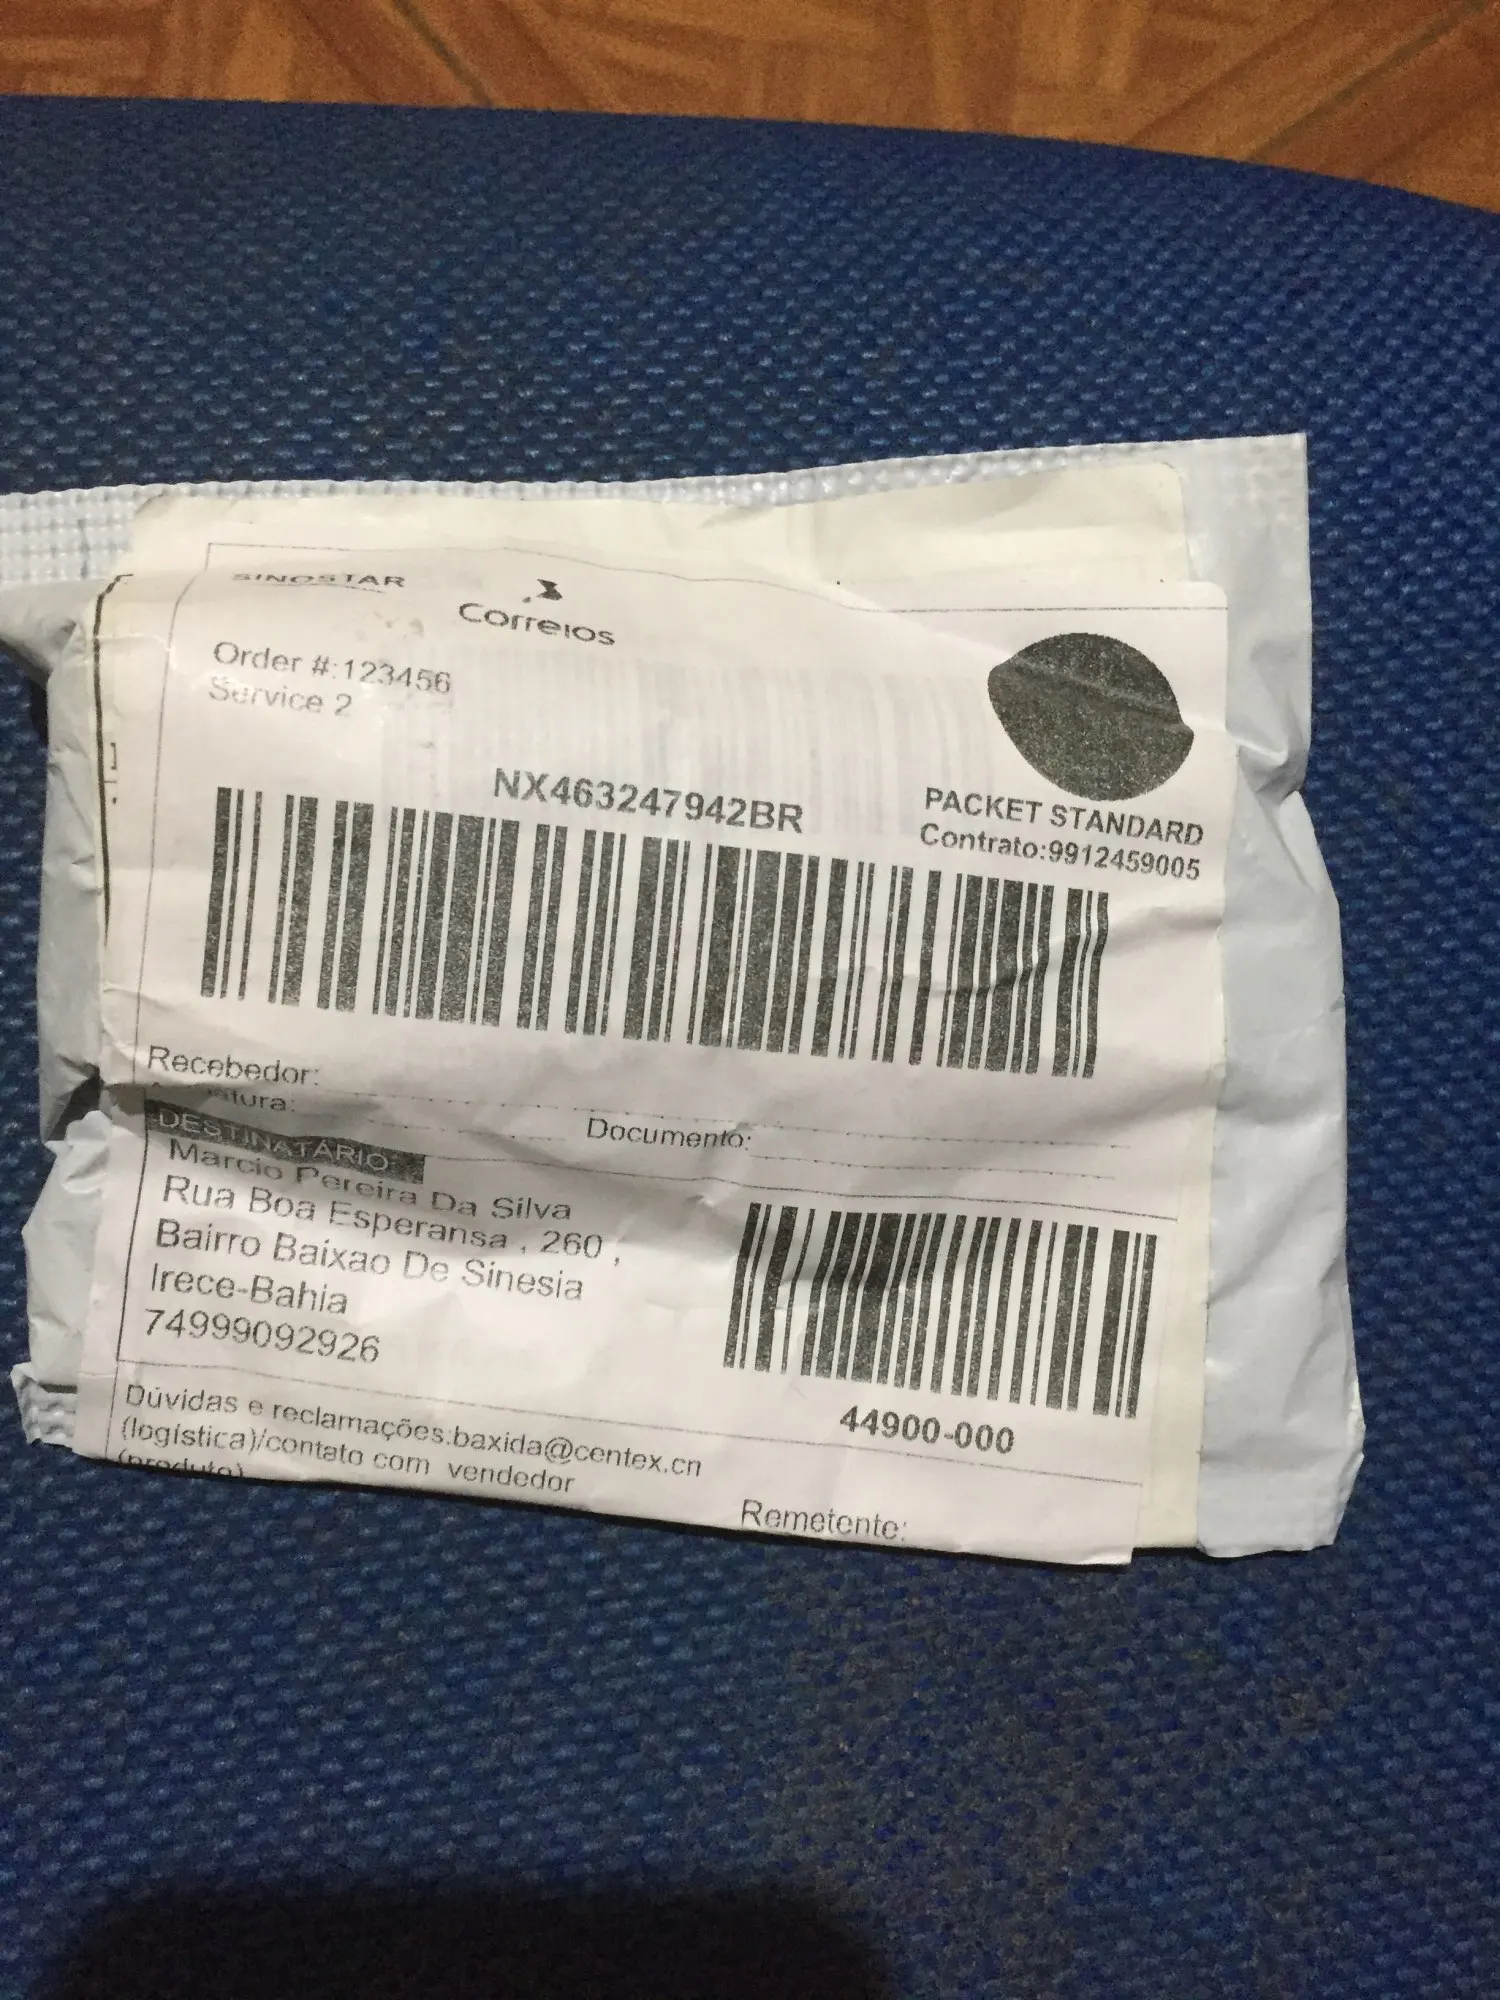 SINOSTAR
Correios
Order #:123456
Service 2
NX463247942BR
PACKET STANDARD
Contrato:9912459005
Recebedor:
Documento:
DESTINATÁRIO:
Marcio Pereira Da Silva
Rua Boa Esperansa , 260 ,
Bairro Baixao De Sinesia
Irece-Bahia
74999092926
44900-000
Dúvidas e reclamações:baxida@centex.cn
(logística)/contato com vendedor
(produto)
Remetente: